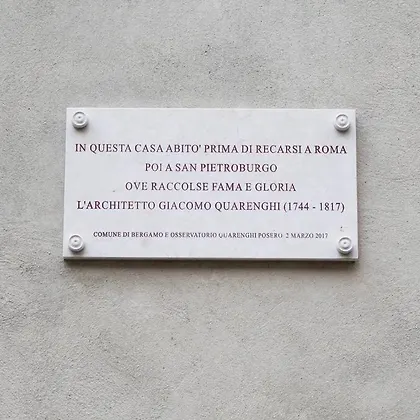 IN QUESTA CASA ABITO' PRIMA DI RECARSI A ROMA
POI A SAN PIETROBURGO
OVE RACCOLSE FAMA E GLORIA
L'ARCHITETTO GIACOMO QUARENGHI (1744 - 1817)
COMUNE DI BERGAMO E OSSERVATORIO QUARENGHI POSERO 2 MARZO 2017